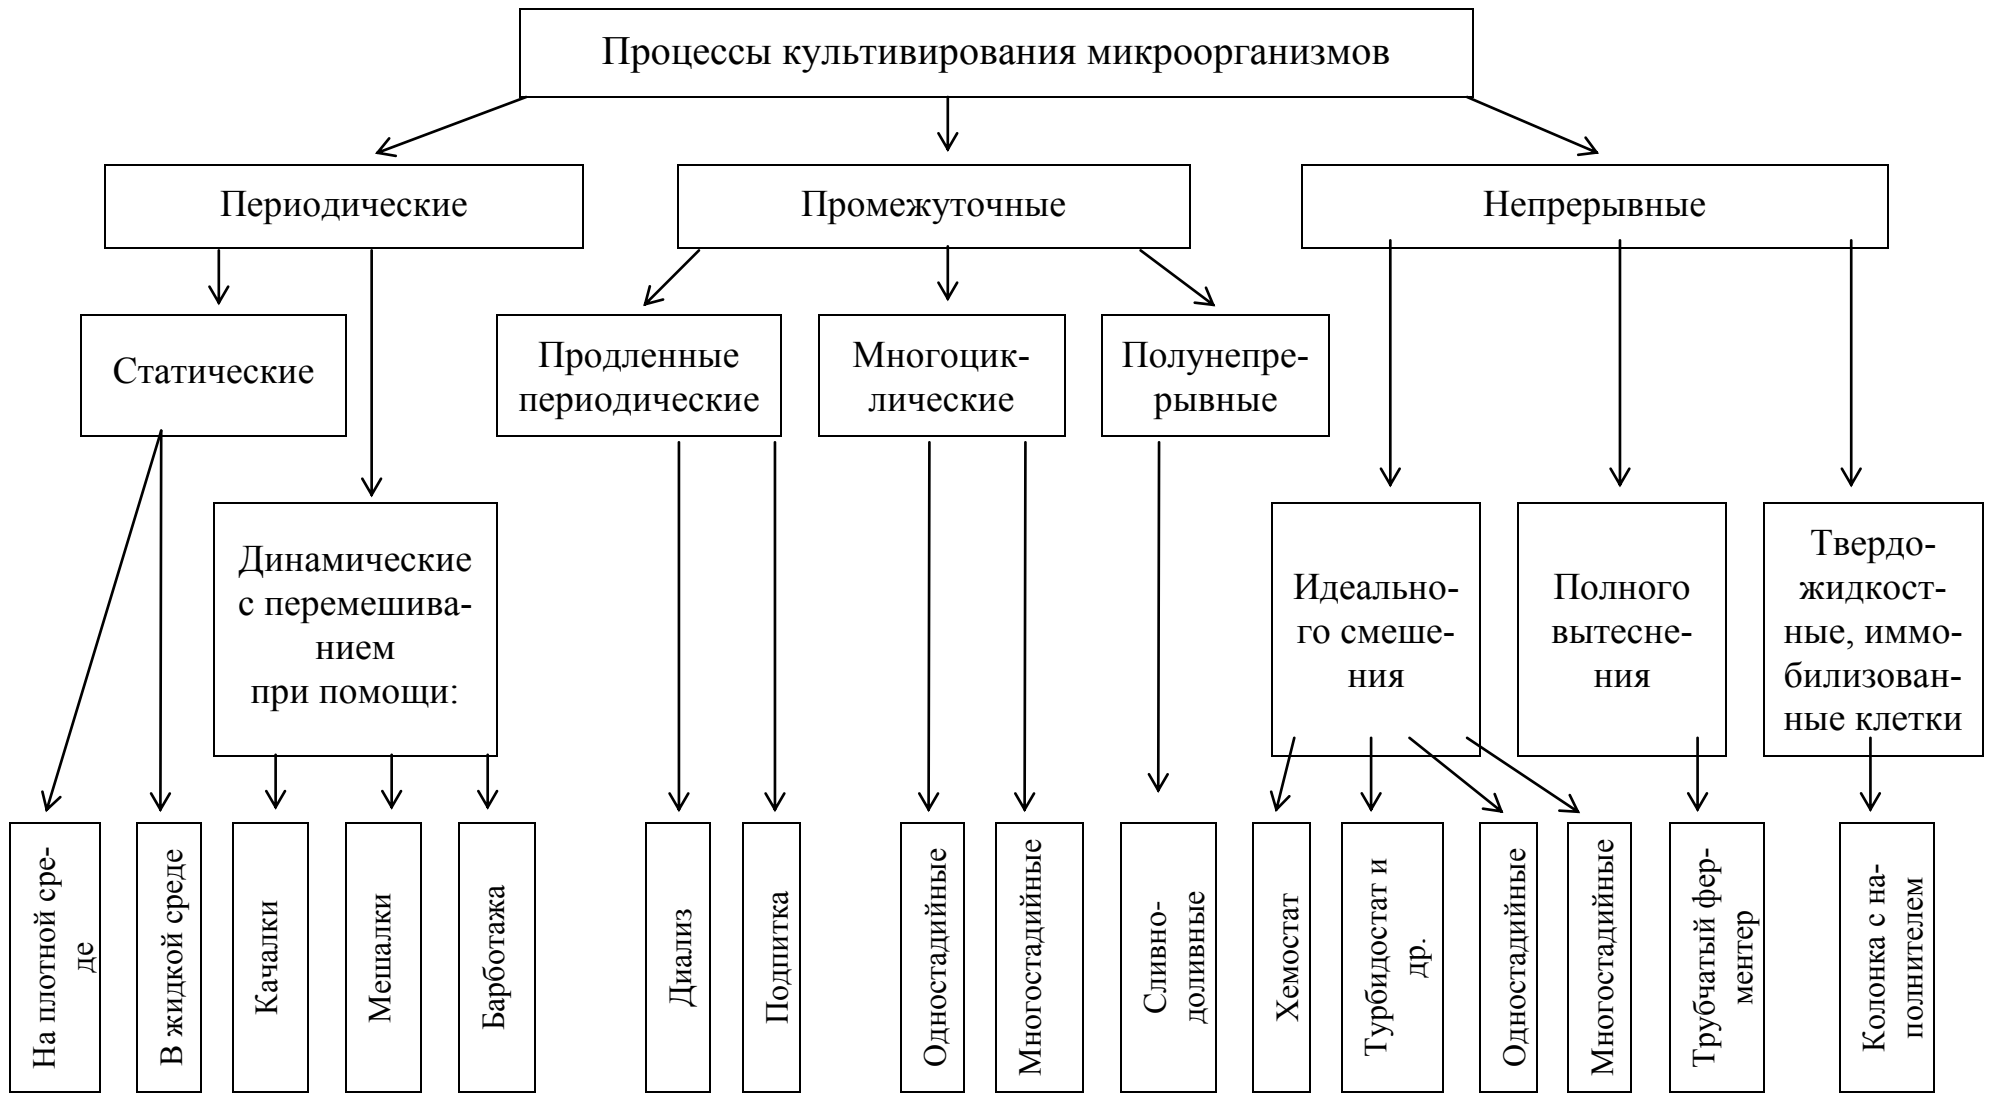 Процессы культивирования микроорганизмов
Периодические
Промежуточные
Непрерывные
Статические
Продленные
периодические
Многоцик-
лические
Полунепре-
рывные
Динамические
с перемешива-
нием
при помощи:
Идеально-
го смеше-
ния
Полного
вытесне-
ния
Твердо-
жидкост-
ные, иммо-
билизован-
ные клетки
На плотной сре-
де
В жидкой среде
Качалки
Мешалки
Барботажа
Диализ
Подпитка
Одностадийные
Многостадийные
Сливно-
доливные
Хемостат
Турбидостат и
др.
Одностадийные
Многостадийные
Трубчатый фер-
ментер
Колонка с на-
полнителем